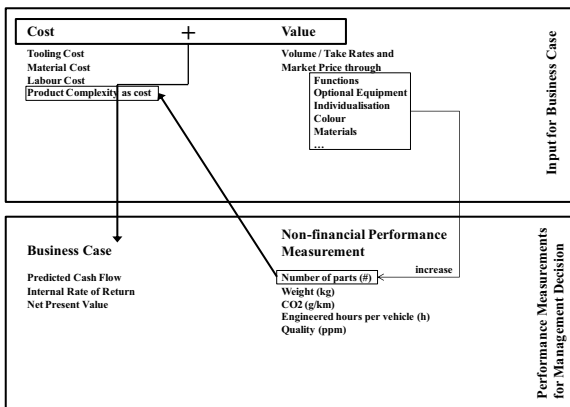 Cost + Value
Tooling Cost
Material Cost
Labour Cost
Product Complexity as cost
Volume / Take Rates and
Market Price through
Functions
Optional Equipment
Individualisation
Colour
Materials
...
Input for Business Case
Business Case
Predicted Cash Flow
Internal Rate of Return
Net Present Value
Non-financial Performance
Measurement
Number of parts (#)
increase
Weight (kg)
CO2 (g/km)
Engineered hours per vehicle (h)
Quality (ppm)
Performance Measurements
for Management Decision